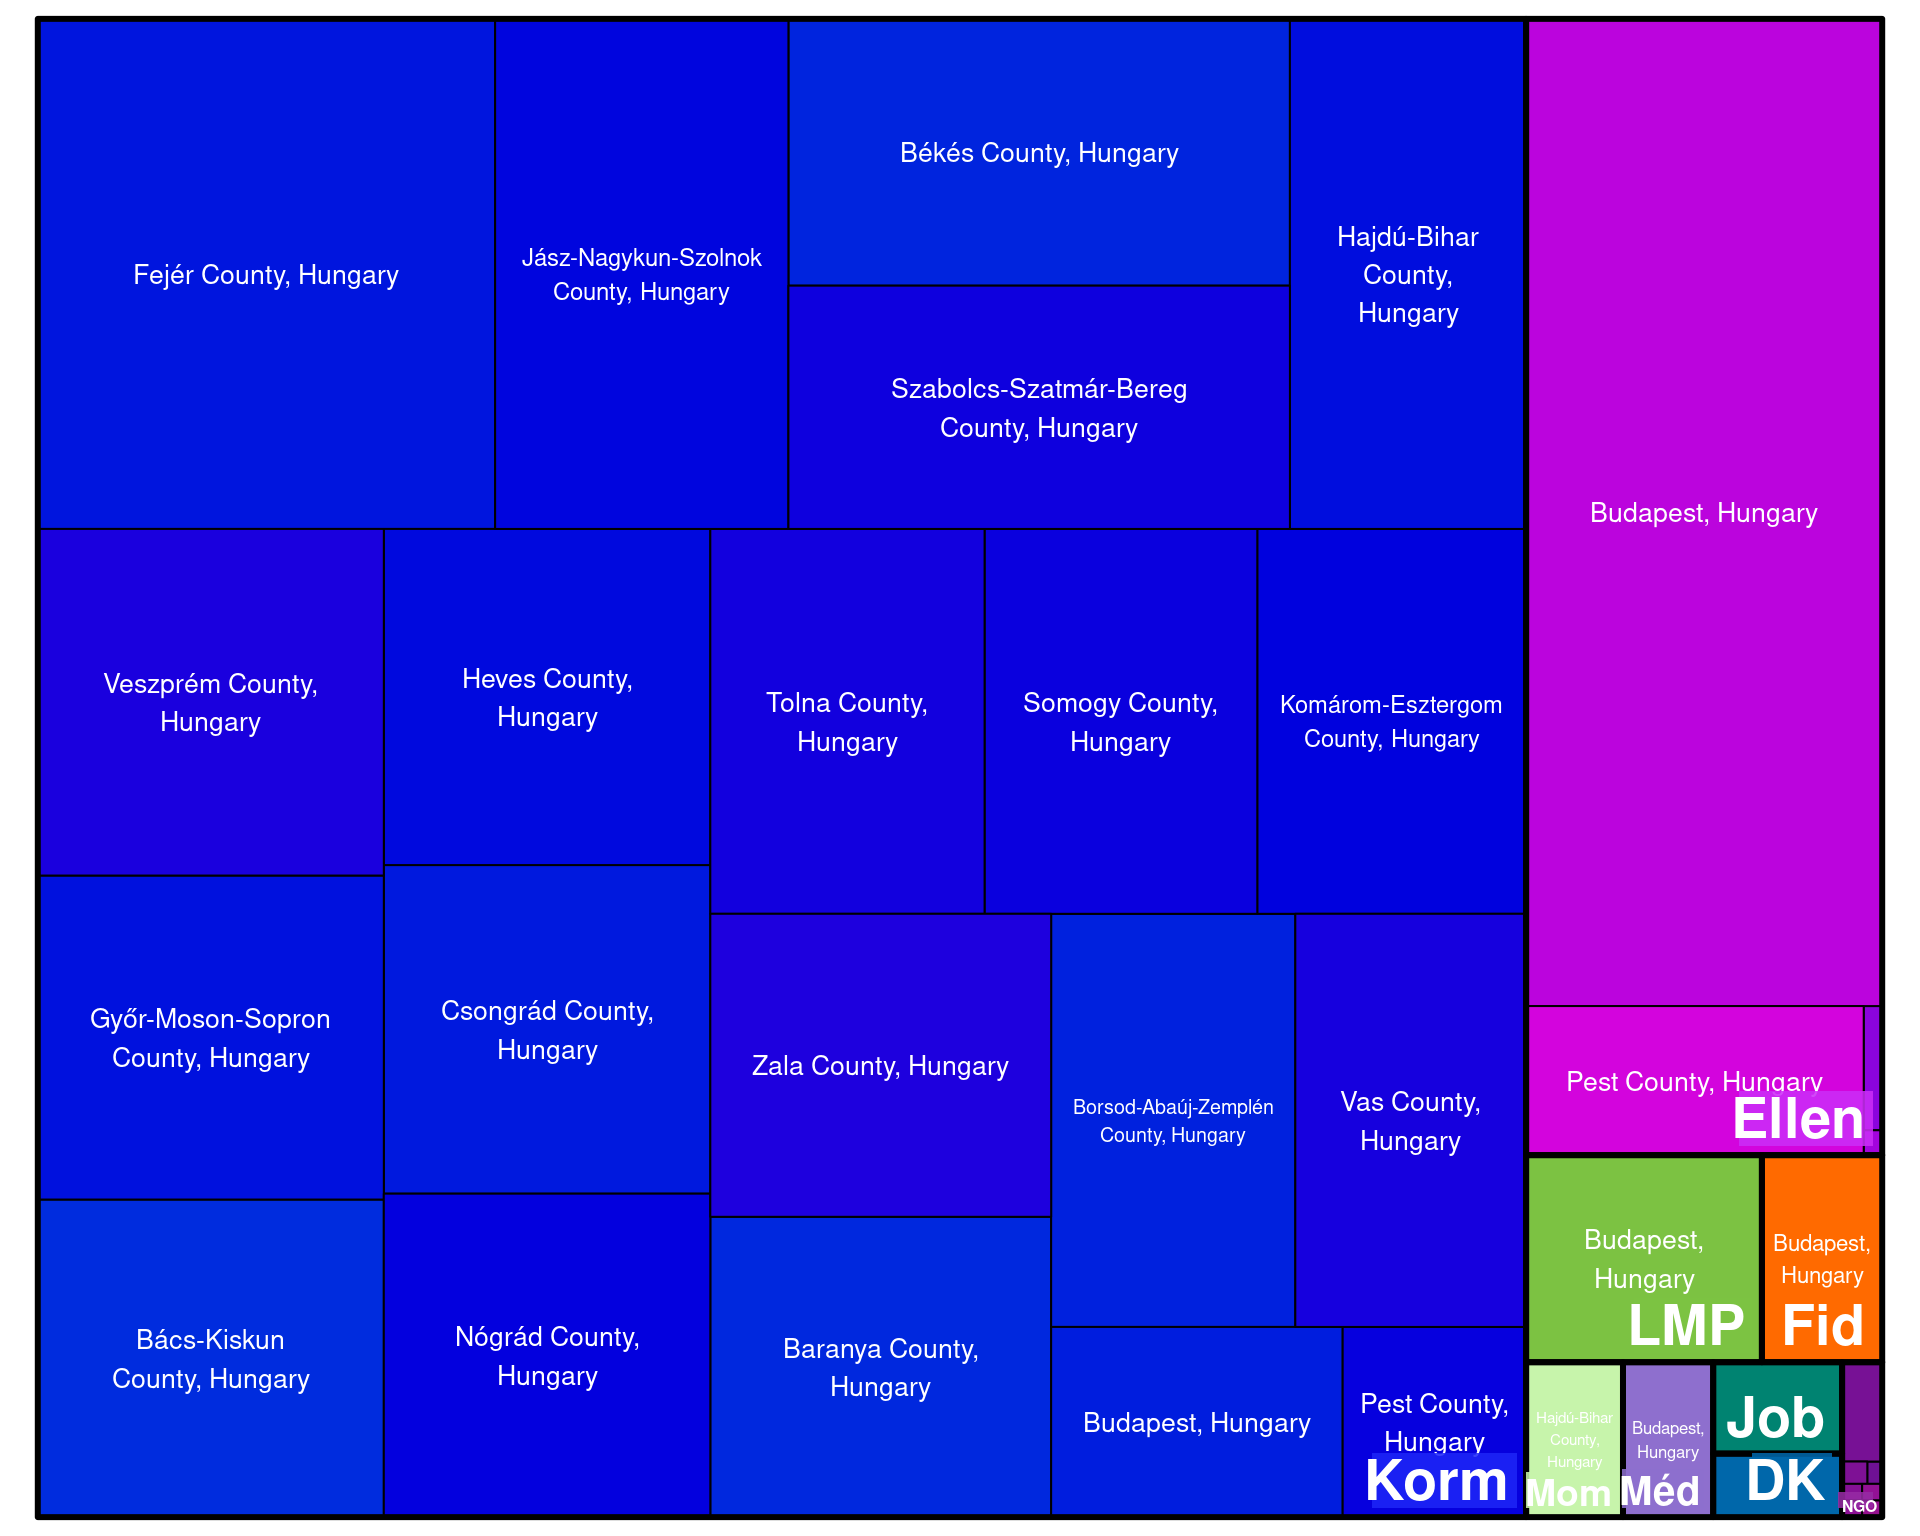 Fejér County, Hungary
Jász-Nagykun-Szolnok
County, Hungary
Békés County, Hungary
Szabolcs-Szatmár-Bereg
County, Hungary
Hajdú-Bihar
County,
Hungary
Veszprém County,
Hungary
Heves County,
Hungary
Tolna County,
Hungary
Somogy County,
Hungary
Komárom-Esztergom
County, Hungary
Győr-Moson-Sopron
County, Hungary
Csongrád County,
Hungary
Zala County, Hungary
Borsod-Abaúj-Zemplén
County, Hungary
Vas County,
Hungary
Bács-Kiskun
County, Hungary
Nógrád County,
Hungary
Baranya County,
Hungary
Budapest, Hungary
Pest County,
Hungary
Korm
Budapest, Hungary
Pest County, Hungary
Ellen
Budapest,
Hungary
LMP
Budapest,
Hungary
Fid
Hajdú-Bihar
County,
Hungary
Mom
Budapest,
Hungary
Méd
Job
DK
NGO